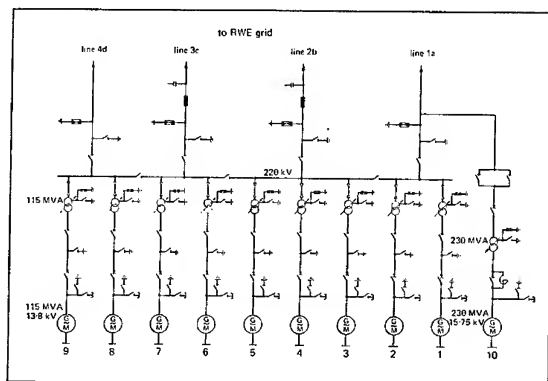 to RWE grid
line 4d line 3c line 2b line 1a
220 kV
115 MVA
230 MVA
115 MVA
13·8 kV
230 MVA
15·75 kV
G/M G/M G/M G/M G/M G/M G/M G/M G/M G/M
9 8 7 6 5 4 3 2 1 10